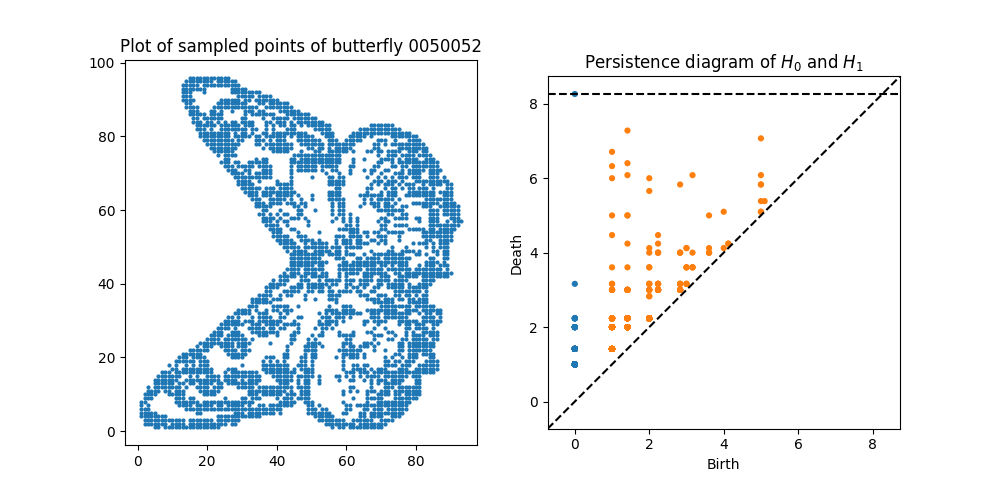 Plot of sampled points of butterfly 0050052
100
80
60
40
20
0
0 20 40 60 80
Persistence diagram of H0 and H1
8
6
4
2
0
Death
0 2 4 6 8
Birth